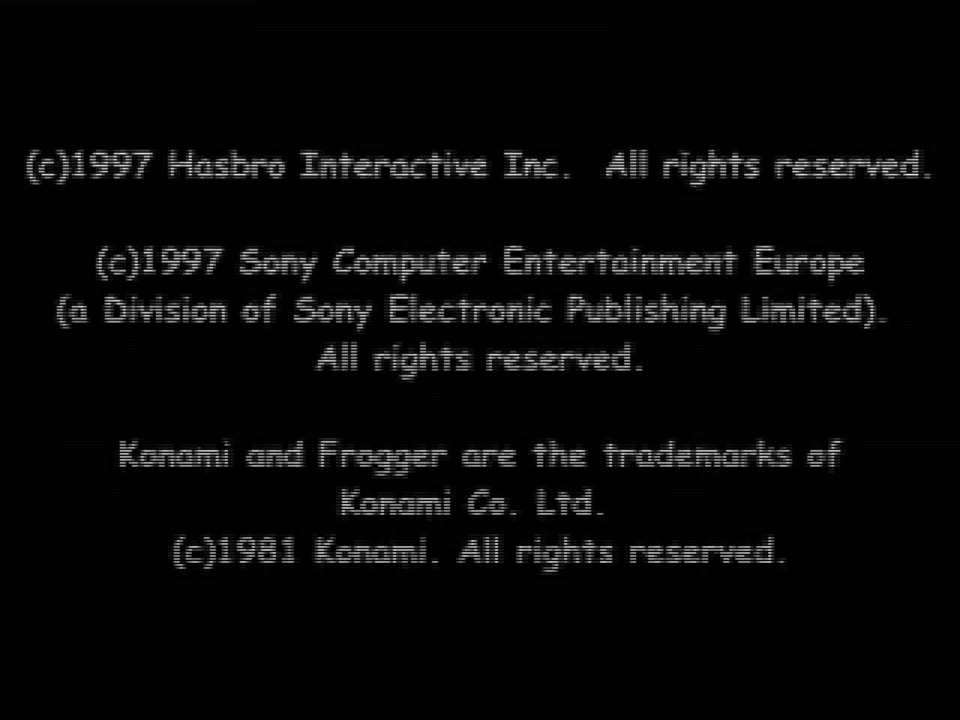 (c)1997 Hasbro Interactive Inc.  All rights reserved.
(c)1997 Sony Computer Entertainment Europe
(a Division of Sony Electronic Publishing Limited).
All rights reserved.
Konami and Frogger are the trademarks of
Konami Co. Ltd.
(c)1981 Konami. All rights reserved.